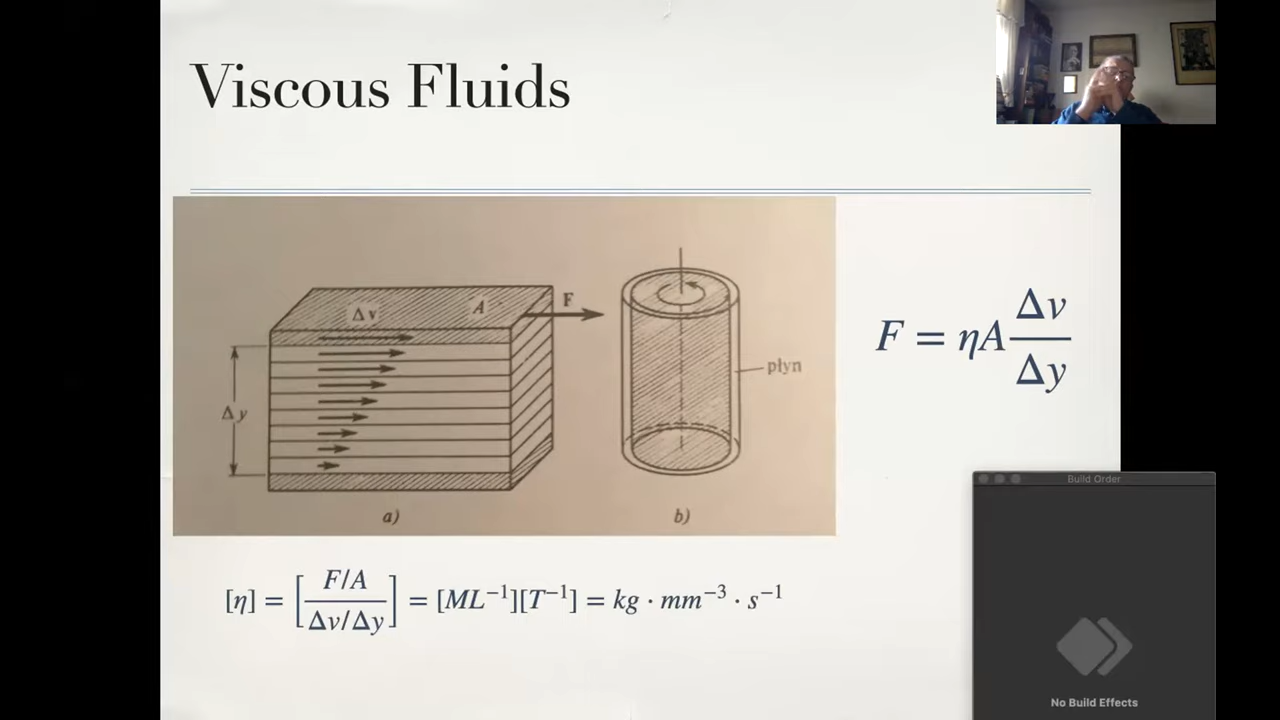 Viscous Fluids
Δv
A
F
Δy
płyn
a)
b)
F = ηA Δv/Δy
[η] = [F/A / Δv/Δy] = [ML⁻¹][T⁻¹] = kg · mm⁻³ · s⁻¹
Build Order
No Build Effects